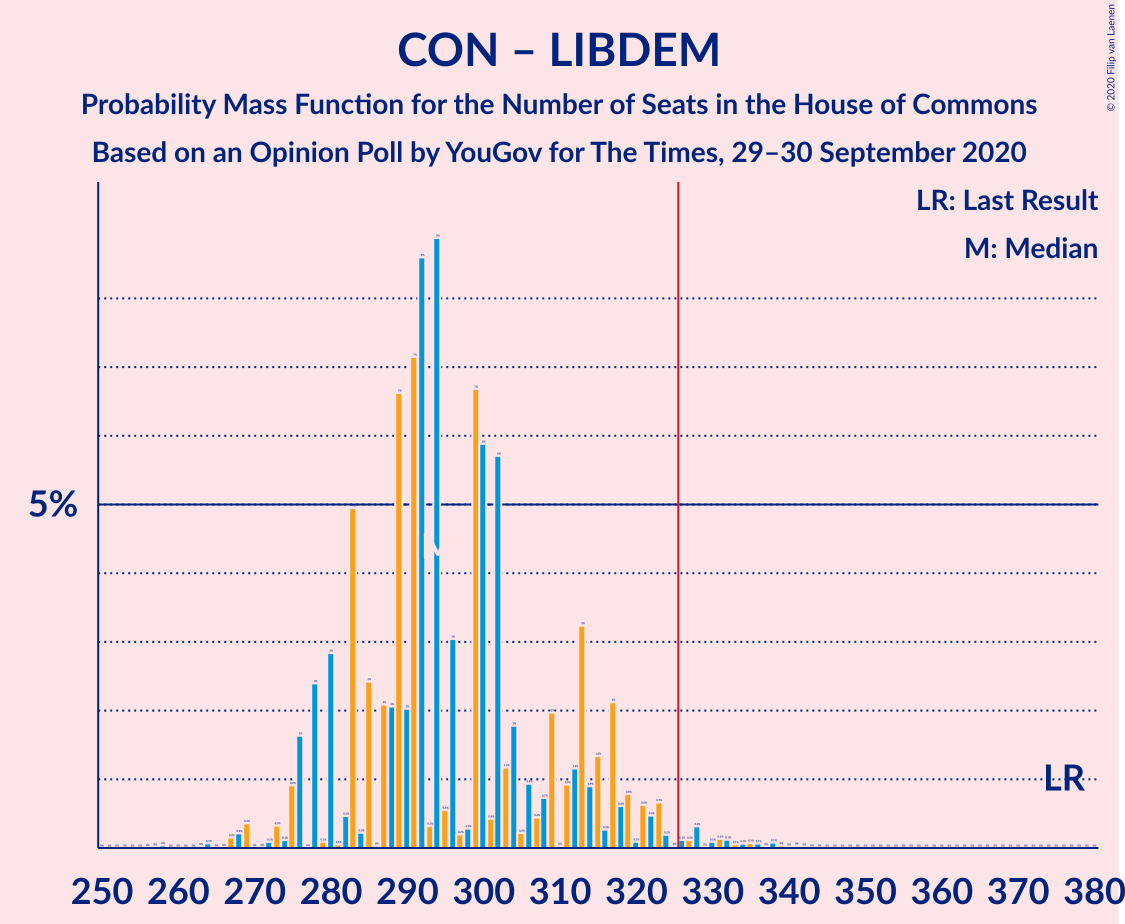 CON – LIBDEM
Probability Mass Function for the Number of Seats in the House of Commons
Based on an Opinion Poll by YouGov for The Times, 29–30 September 2020
© 2020 Filip van Laenen
LR: Last Result
M: Median
5%
LR
250 260 270 280 290 300 310 320 330 340 350 360 370 380